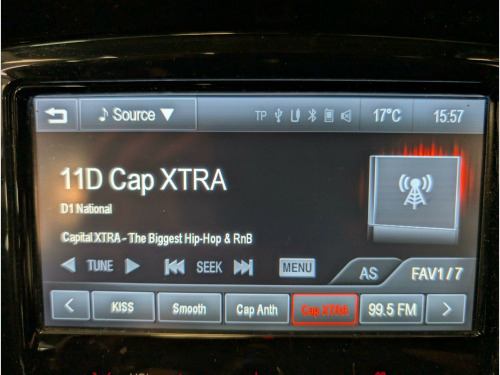 Source
TP 17°C 15:57
11D Cap XTRA
D1 National
Capital XTRA - The Biggest Hip-Hop & RnB
TUNE SEEK MENU AS FAV1 / 7
KISS Smooth Cap Anth Cap XTRA 99.5 FM